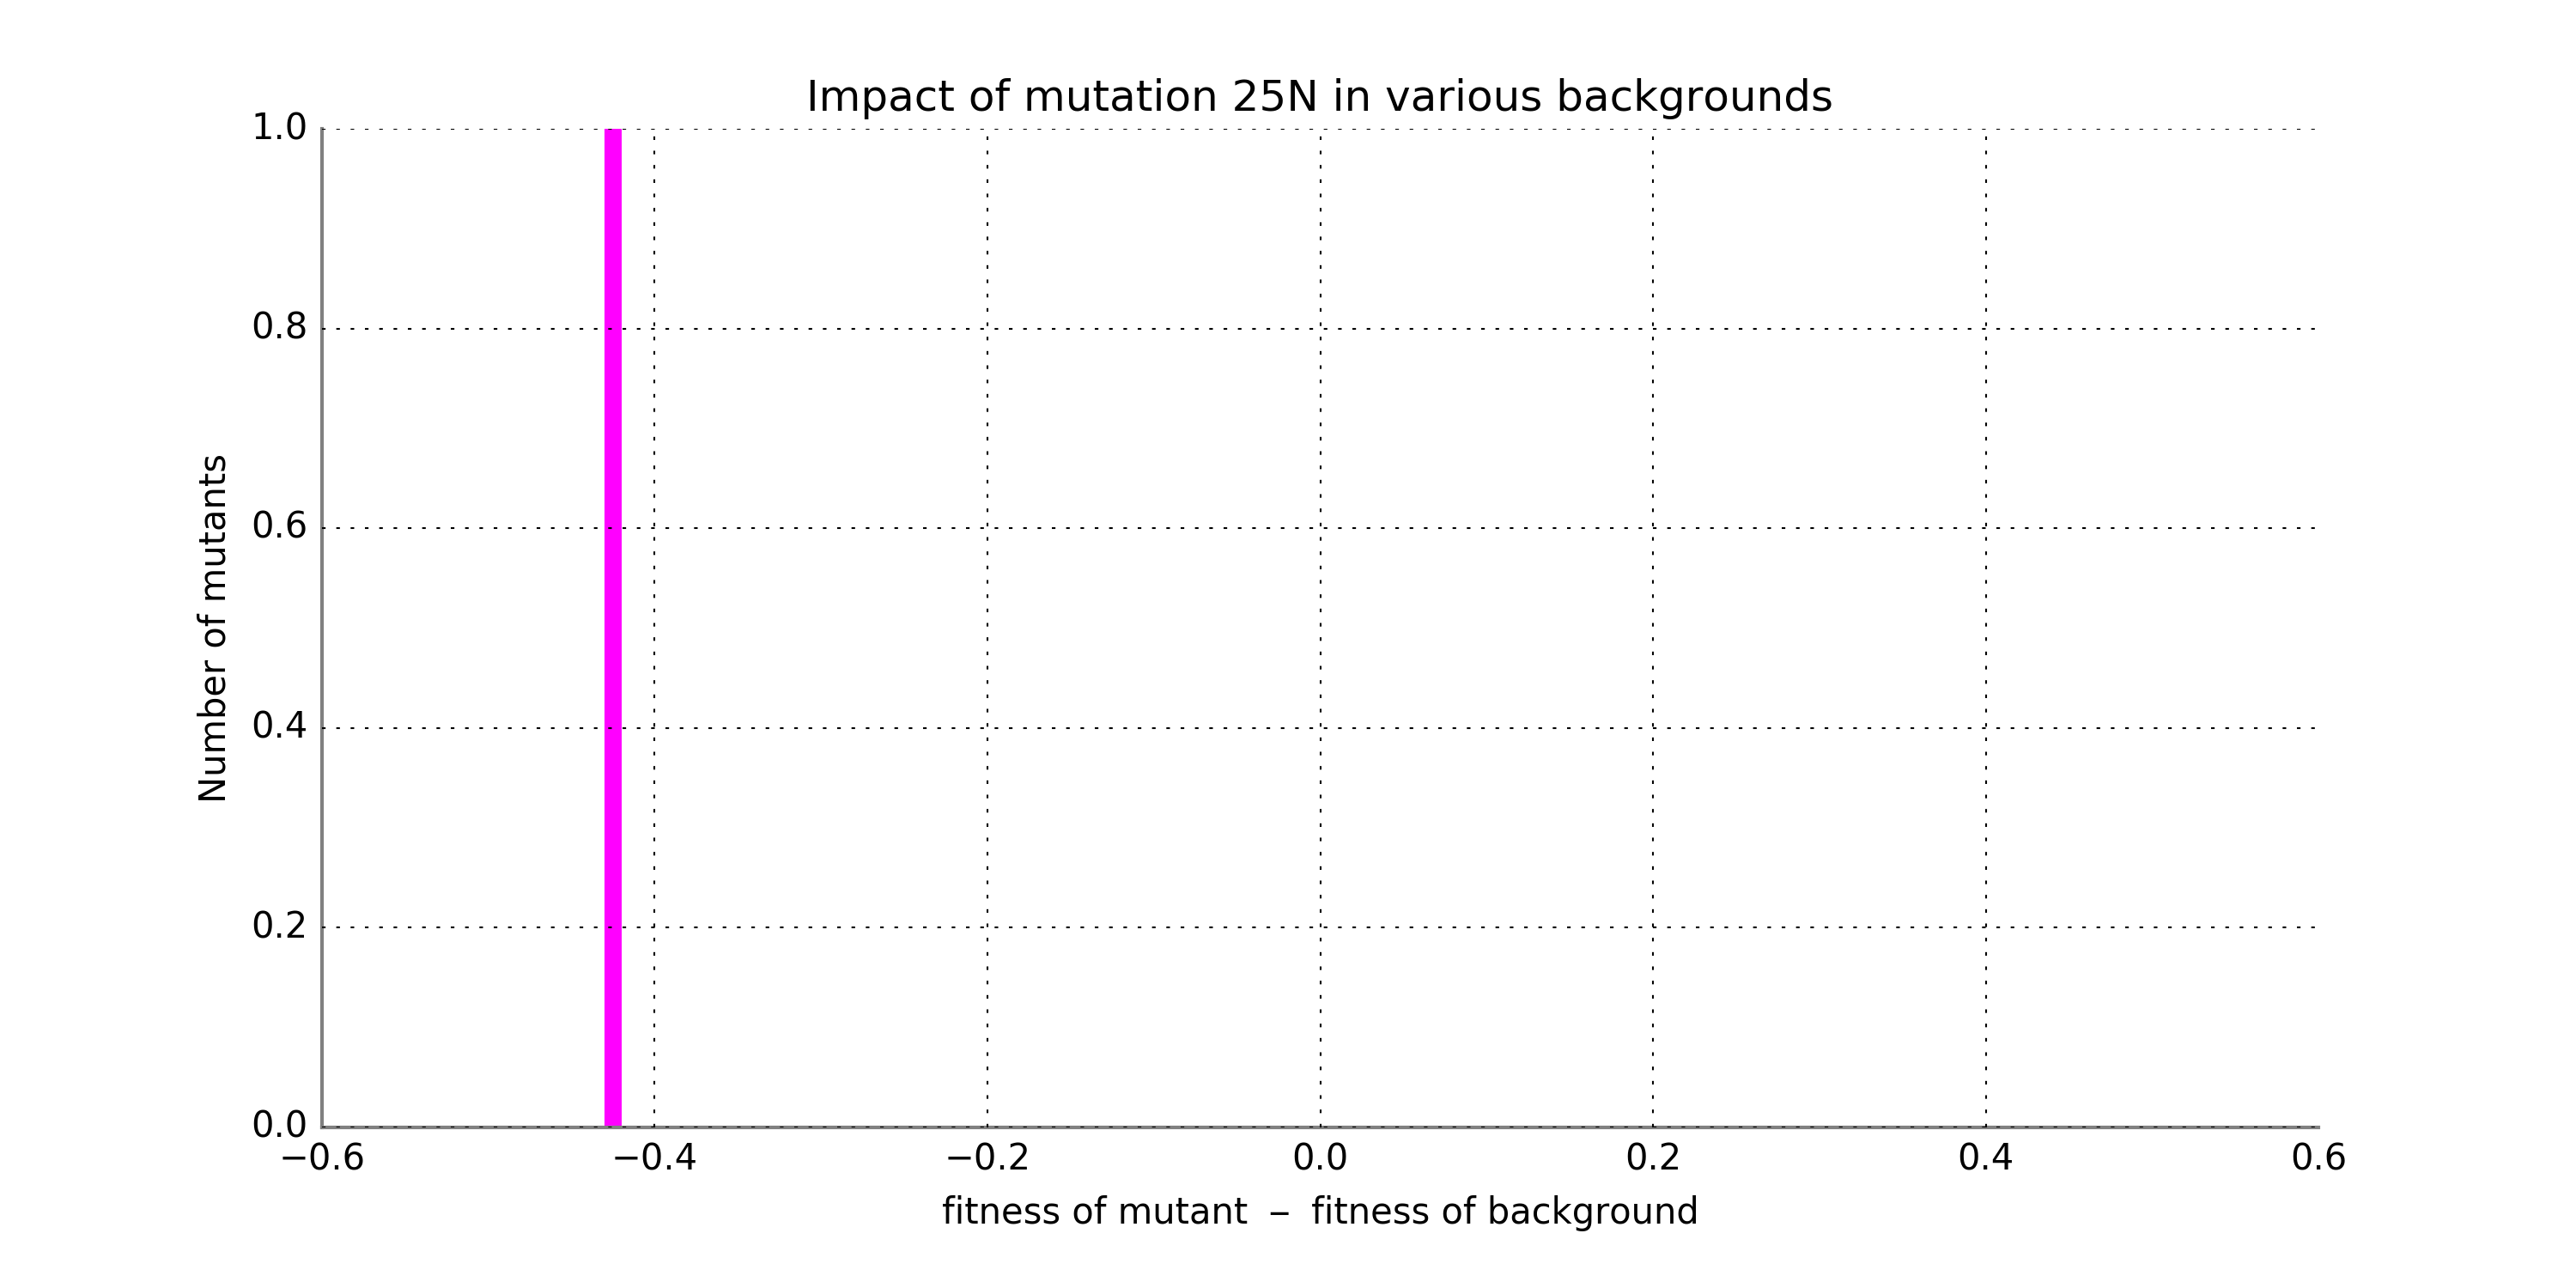 Impact of mutation 25N in various backgrounds
1.0
0.8
0.6
0.4
0.2
0.0
Number of mutants
−0.6 −0.4 −0.2 0.0 0.2 0.4 0.6
fitness of mutant − fitness of background